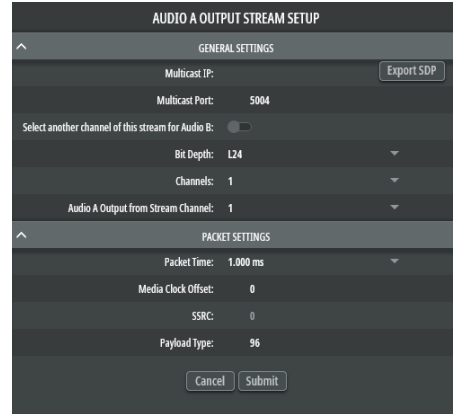 AUDIO A OUTPUT STREAM SETUP
GENERAL SETTINGS
Multicast IP: Export SDP
Multicast Port: 5004
Select another channel of this stream for Audio B:
Bit Depth: L24
Channels: 1
Audio A Output from Stream Channel: 1
PACKET SETTINGS
Packet Time: 1.000 ms
Media Clock Offset: 0
SSRC: 0
Payload Type: 96
Cancel Submit